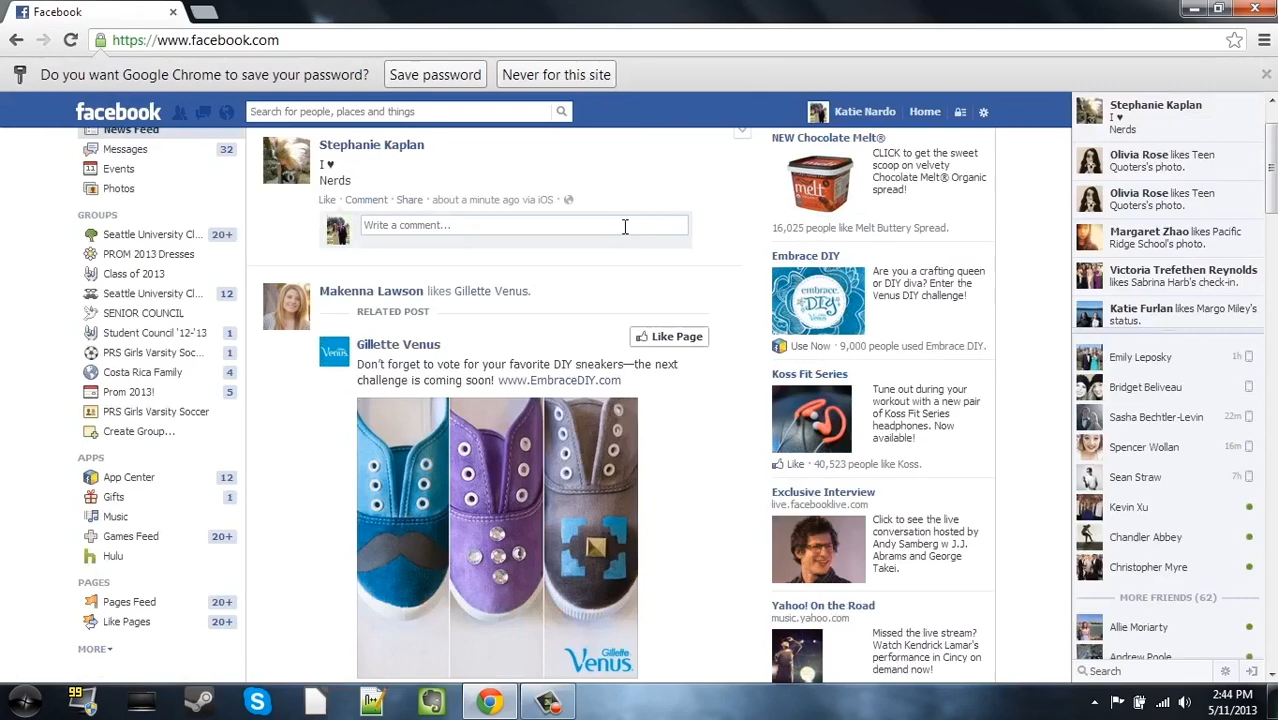 Facebook
https://www.facebook.com
Do you want Google Chrome to save your password? Save password Never for this site
facebook
Search for people, places and things
Katie Nardo Home
News Feed
Messages 32
Events
Photos
GROUPS
Seattle University Cl... 20+
PROM 2013 Dresses
Class of 2013
Seattle University Cl... 12
SENIOR COUNCIL
Student Council '12-'13 1
PRS Girls Varsity Soc... 1
Costa Rica Family 4
Prom 2013! 5
PRS Girls Varsity Soccer
Create Group...
APPS
App Center 12
Gifts 1
Music
Games Feed 20+
Hulu
PAGES
Pages Feed 20+
Like Pages 20+
MORE
Stephanie Kaplan
I ♥
Nerds
Like · Comment · Share · about a minute ago via iOS ·
Write a comment...
Makenna Lawson likes Gillette Venus.
RELATED POST
Venus
Gillette Venus
Like Page
Don't forget to vote for your favorite DIY sneakers—the next
challenge is coming soon! www.EmbraceDIY.com
Gillette
Venus
NEW Chocolate Melt®
melt
CLICK to get the sweet
scoop on velvety
Chocolate Melt® Organic
spread!
16,025 people like Melt Buttery Spread.
Embrace DIY
embrace
DIY
Are you a crafting queen
or DIY diva? Enter the
Venus DIY challenge!
Use Now · 9,000 people used Embrace DIY.
Koss Fit Series
Tune out during your
workout with a new pair
of Koss Fit Series
headphones. Now
available!
Like · 40,523 people like Koss.
Exclusive Interview
live.facebooklive.com
Click to see the live
conversation hosted by
Andy Samberg w J.J.
Abrams and George
Takei.
Yahoo! On the Road
music.yahoo.com
Missed the live stream?
Watch Kendrick Lamar's
performance in Cincy on
demand now!
Stephanie Kaplan
I ♥
Nerds
Olivia Rose likes Teen
Quoters's photo.
Olivia Rose likes Teen
Quoters's photo.
Margaret Zhao likes Pacific
Ridge School's photo.
Victoria Trefethen Reynolds
likes Sabrina Harb's check-in.
Katie Furlan likes Margo Miley's
status.
Emily Leposky 1h
Bridget Beliveau
Sasha Bechtler-Levin 22m
Spencer Wollan 16m
Sean Straw 7h
Kevin Xu
Chandler Abbey
Christopher Myre
MORE FRIENDS (62)
Allie Moriarty
Andrew Poole
Search
99
2:44 PM
5/11/2013